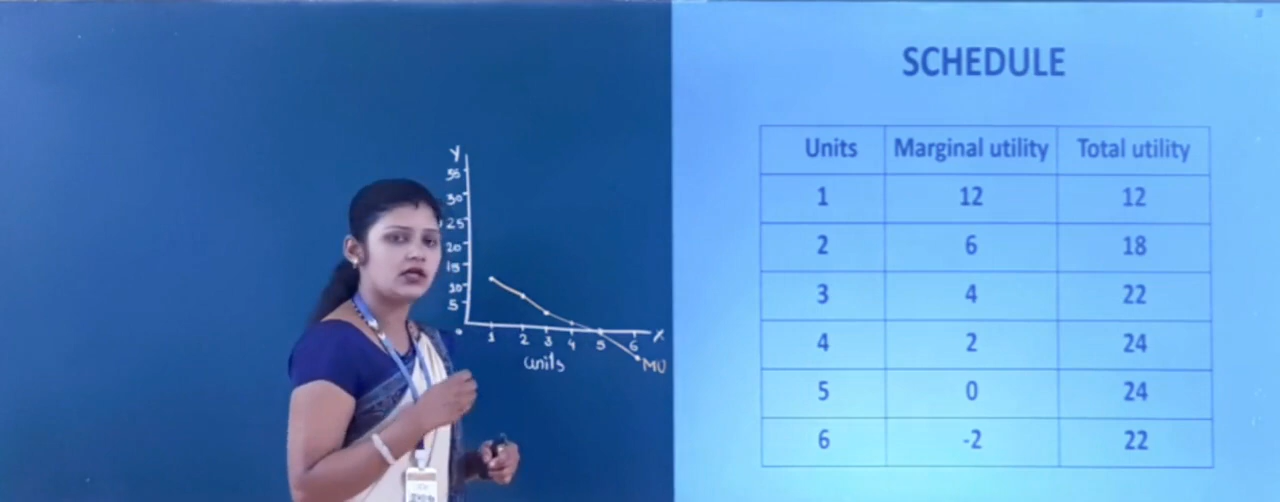 Y
35
30
25
20
15
10
5
0
1 2 3 4 5 6 X
units
MU
SCHEDULE
Units Marginal utility Total utility
1 12 12
2 6 18
3 4 22
4 2 24
5 0 24
6 -2 22